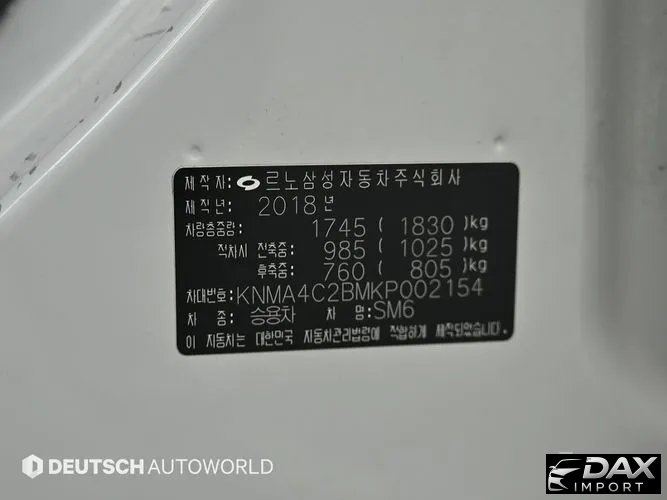 제 작 자: 르노삼성자동차주식회사
제 작 년: 2018 년
차량총중량: 1745 ( 1830 )kg
적차시 전축중: 985 ( 1025 )kg
후축중: 760 ( 805 )kg
차대번호: KNMA4C2BMKP002154
차 종: 승용차 차 명: SM6
이 자동차는 대한민국 자동차관리법령에 적합하게 제작되었습니다.
DEUTSCH AUTOWORLD
DAX
IMPORT